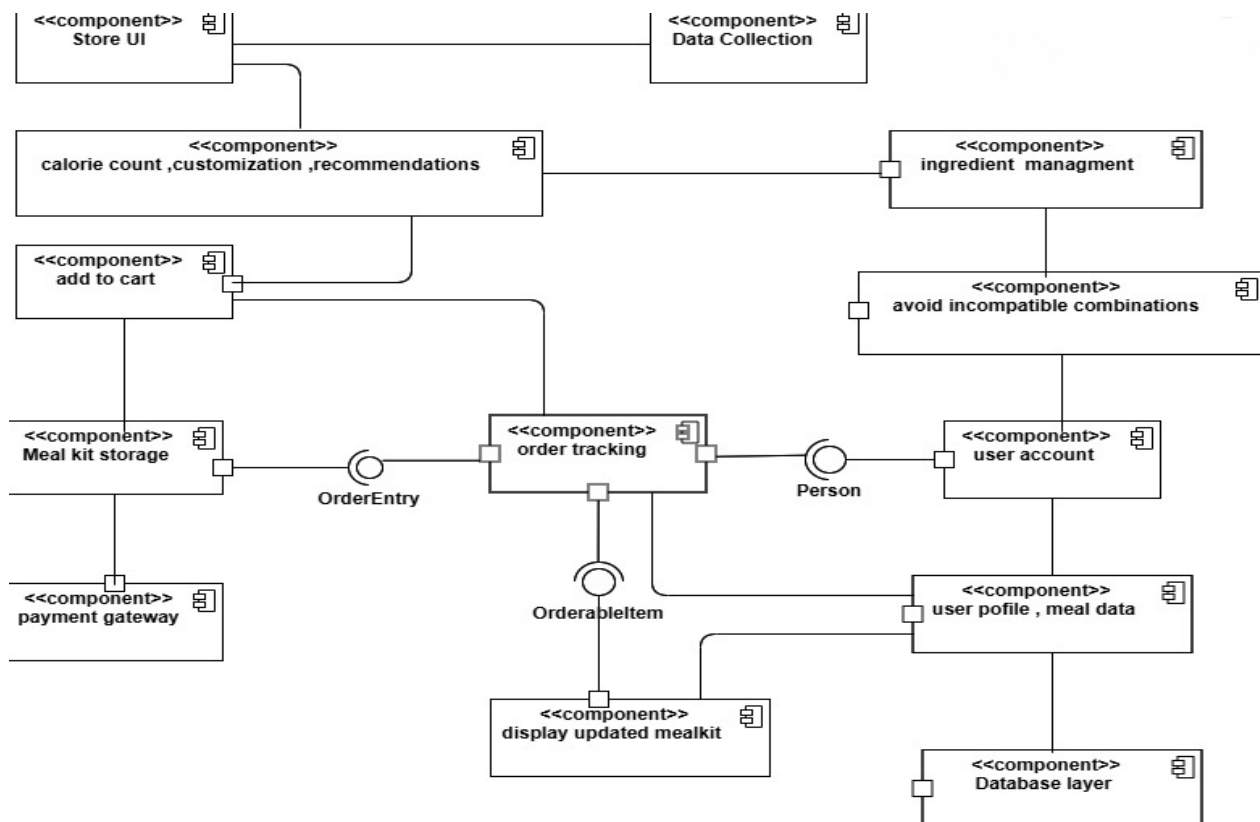 <<component>>
Store UI
<<component>>
Data Collection
<<component>>
calorie count ,customization ,recommendations
<<component>>
ingredient managment
<<component>>
add to cart
<<component>>
avoid incompatible combinations
<<component>>
Meal kit storage
<<component>>
order tracking
<<component>>
user account
OrderEntry
Person
<<component>>
payment gateway
OrderableItem
<<component>>
user pofile , meal data
<<component>>
display updated mealkit
<<component>>
Database layer